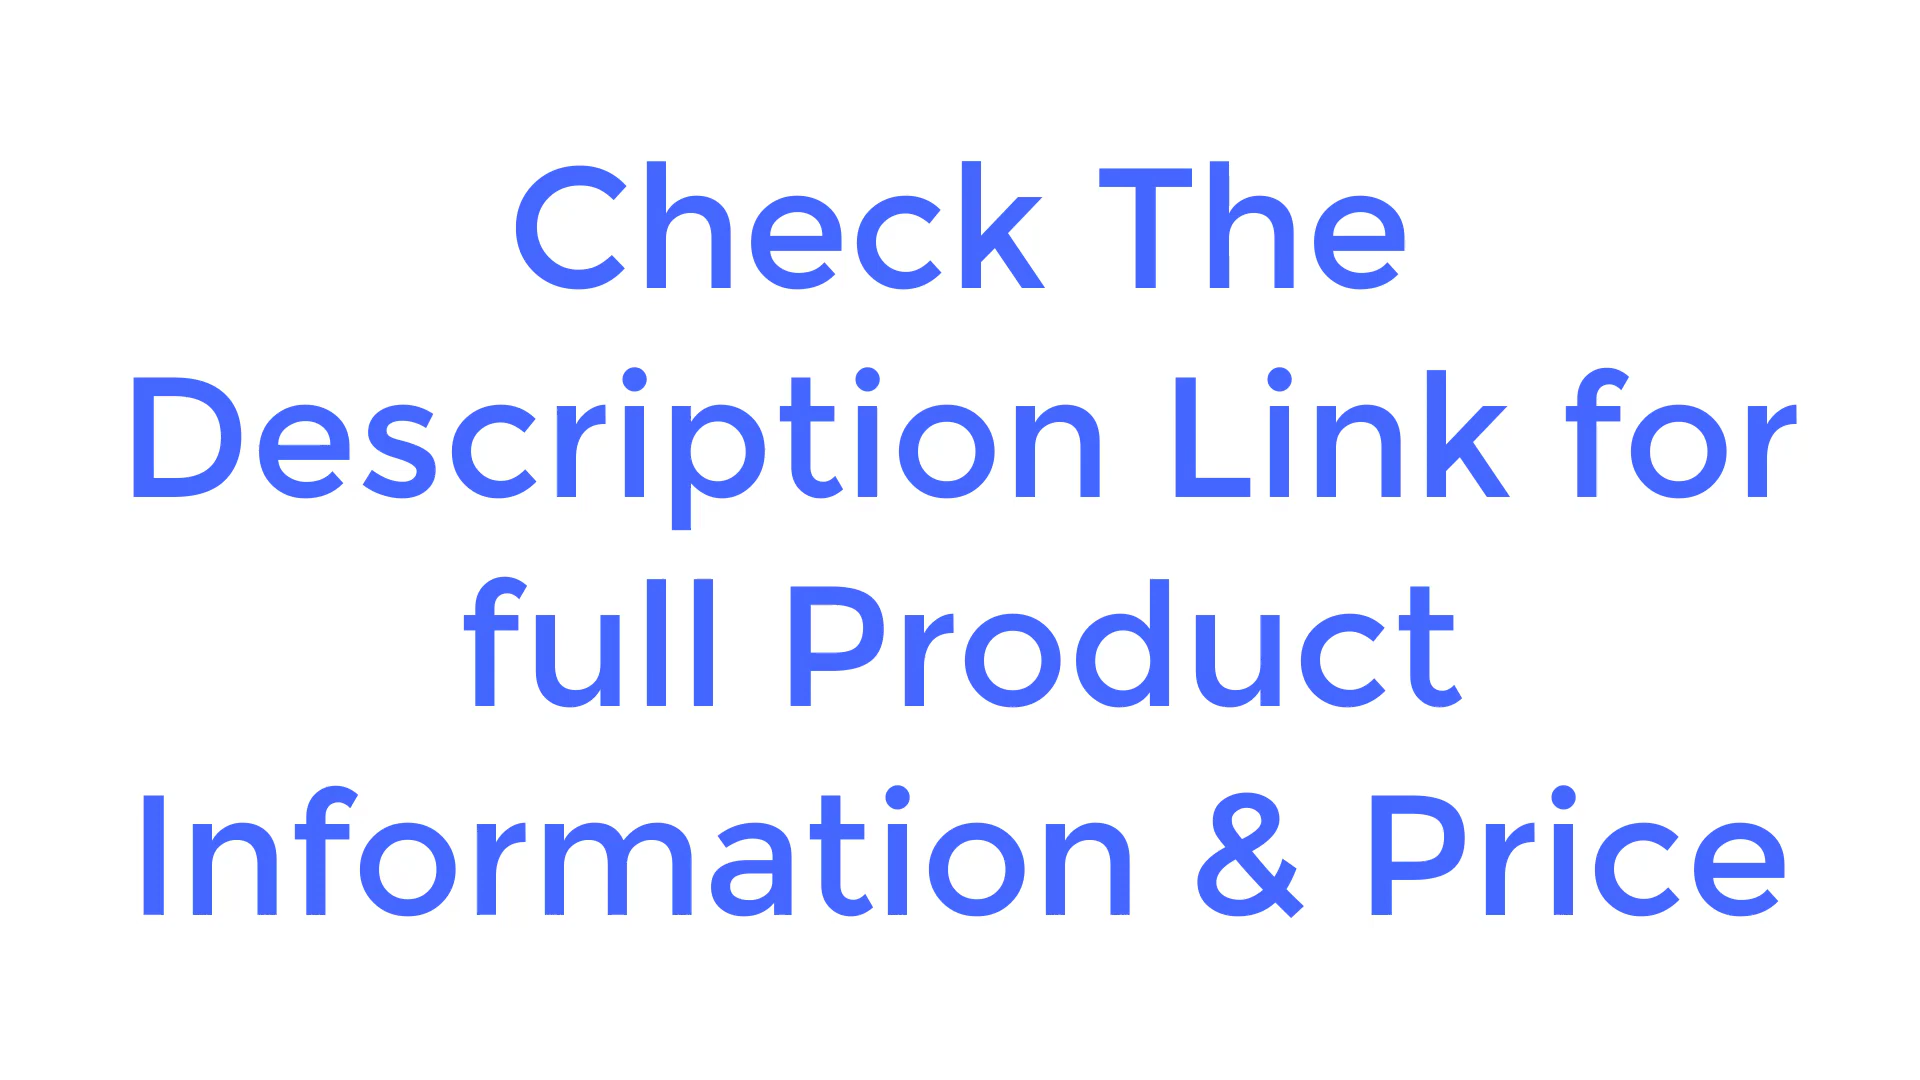 Check The
Description Link for
full Product
Information & Price